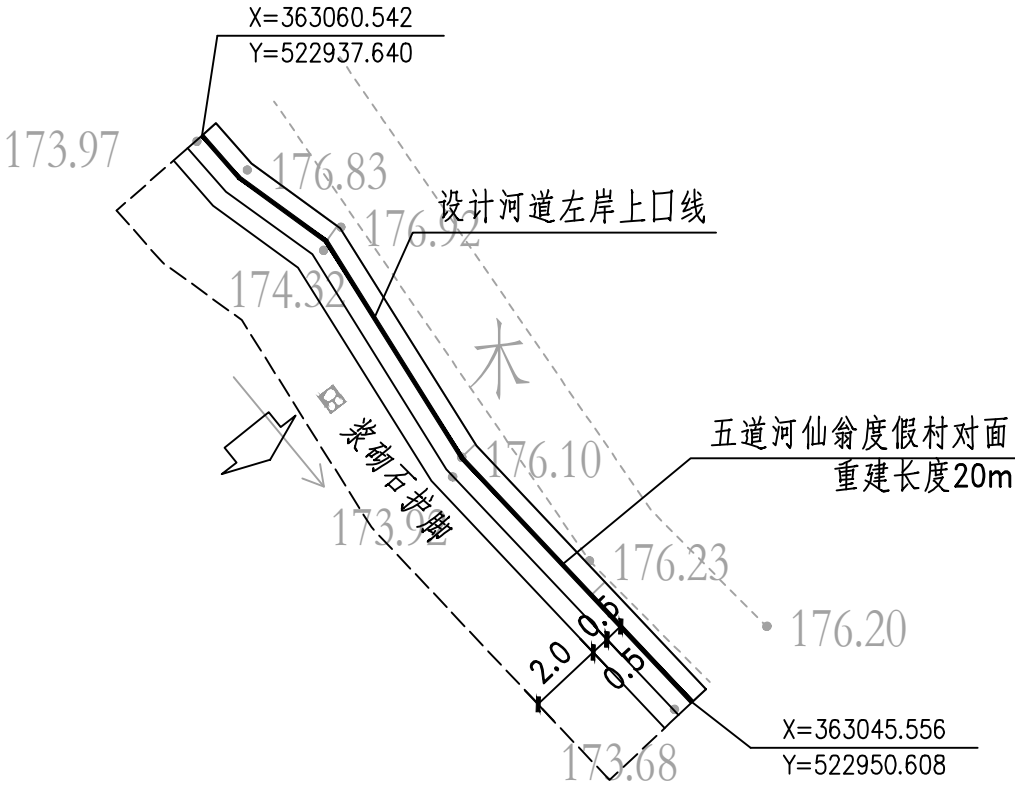 X=363060.542
Y=522937.640
173.97
176.83
设计河道左岸上口线
176.92
174.32
木
浆砌石护脚
五道河仙翁度假村对面
重建长度20m
176.10
173.92
176.23
0.5
176.20
2.0
0.5
X=363045.556
Y=522950.608
173.68